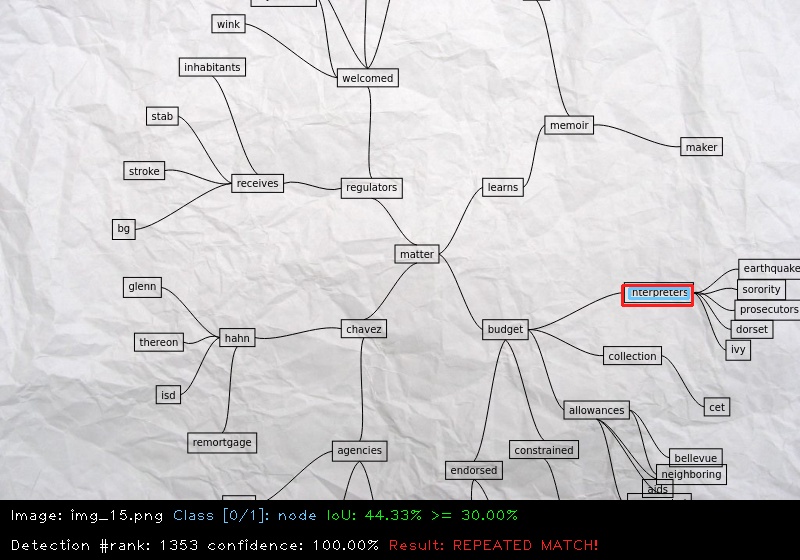 wink
welcomed
inhabitants
stab
stroke
receives
bg
regulators
learns
memoir
maker
matter
glenn
thereon
hahn
isd
remortgage
chavez
agencies
budget
endorsed
constrained
nterpreters
earthquake
sorority
prosecutors
dorset
ivy
collection
cet
allowances
bellevue
neighboring
aids
Image: img_15.png Class [0/1]: node IoU: 44.33% >= 30.00%
Detection #rank: 1353 confidence: 100.00% Result: REPEATED MATCH!